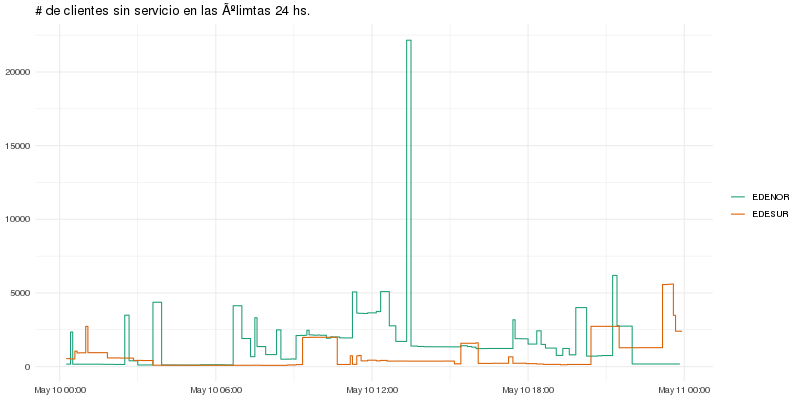 # de clientes sin servicio en las Ãºlimtas 24 hs.
20000
15000
10000
5000
0
May 10 00:00
May 10 06:00
May 10 12:00
May 10 18:00
May 11 00:00
EDENOR
EDESUR